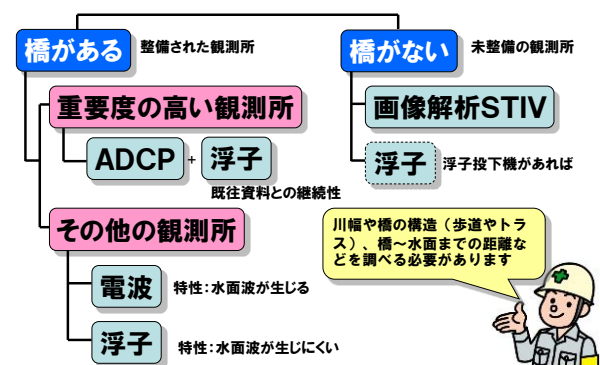 橋がある 整備された観測所
橋がない 未整備の観測所
重要度の高い観測所
画像解析STIV
ADCP + 浮子
既往資料との継続性
浮子 浮子投下機があれば
その他の観測所
川幅や橋の構造（歩道やトラ
ス）、橋～水面までの距離な
どを調べる必要があります
電波 特性：水面波が生じる
浮子 特性：水面波が生じにくい